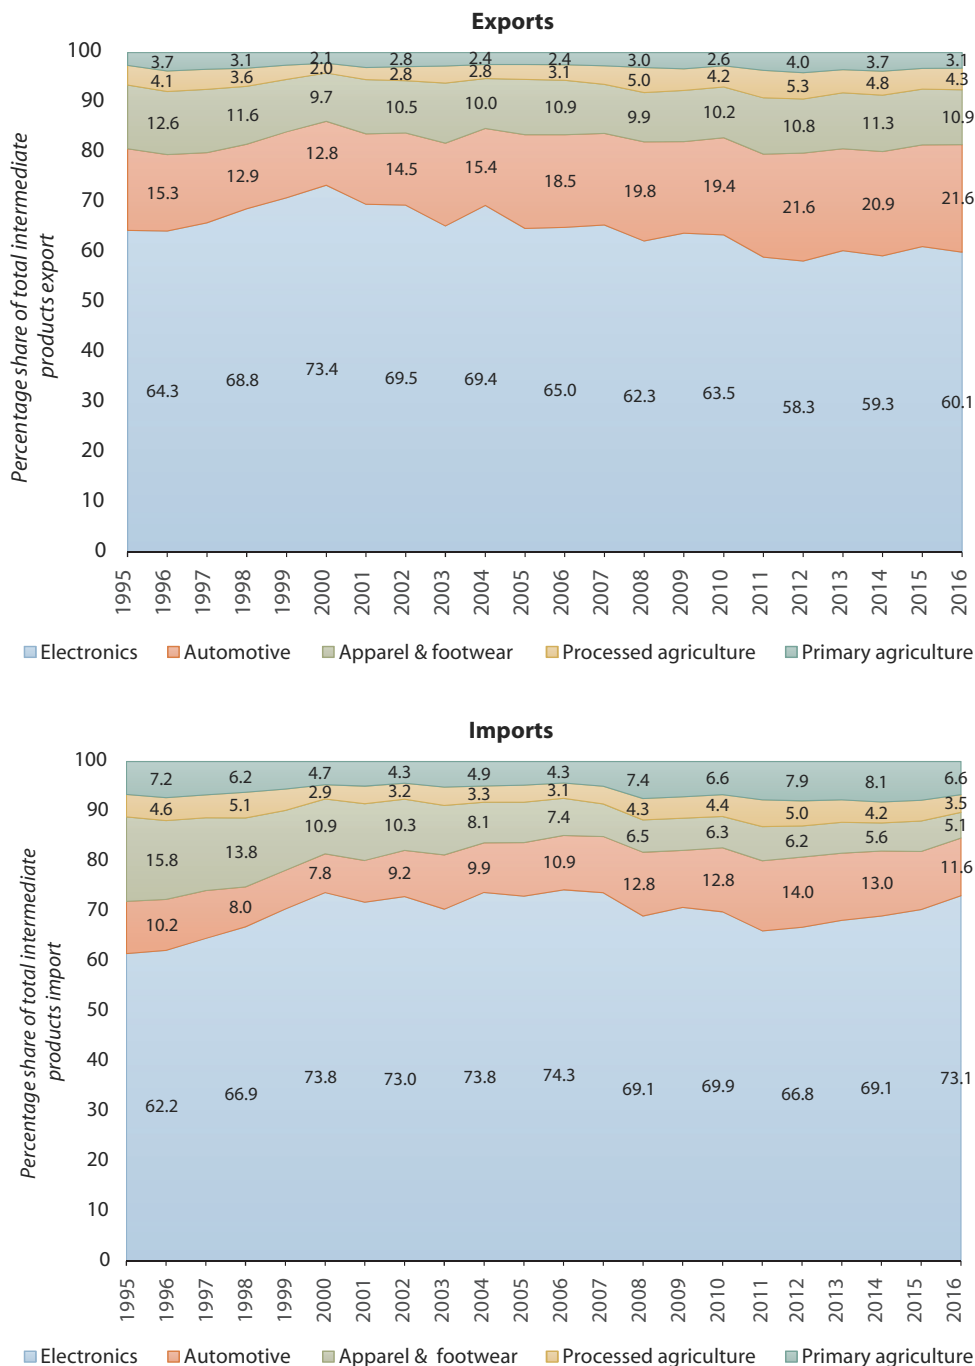 Exports
Percentage share of total intermediate
products export
100
90
80
70
60
50
40
30
20
10
0
3.7 3.1 2.1 2.8 2.4 2.4 3.0 2.6 4.0 3.7 3.1
4.1 3.6 2.0 2.8 2.8 3.1 5.0 4.2 5.3 4.8 4.3
12.6 11.6 9.7 10.5 10.0 10.9 9.9 10.2 10.8 11.3 10.9
15.3 12.9 12.8 14.5 15.4 18.5 19.8 19.4 21.6 20.9 21.6
64.3 68.8 73.4 69.5 69.4 65.0 62.3 63.5 58.3 59.3 60.1
1995 1996 1997 1998 1999 2000 2001 2002 2003 2004 2005 2006 2007 2008 2009 2010 2011 2012 2013 2014 2015 2016
Electronics Automotive Apparel & footwear Processed agriculture Primary agriculture
Imports
Percentage share of total intermediate
products import
100
90
80
70
60
50
40
30
20
10
0
7.2 6.2 4.7 4.3 4.9 4.3 7.4 6.6 7.9 8.1 6.6
4.6 5.1 2.9 3.2 3.3 3.1 4.3 4.4 5.0 4.2 3.5
15.8 13.8 10.9 10.3 8.1 7.4 6.5 6.3 6.2 5.6 5.1
10.2 8.0 7.8 9.2 9.9 10.9 12.8 12.8 14.0 13.0 11.6
62.2 66.9 73.8 73.0 73.8 74.3 69.1 69.9 66.8 69.1 73.1
1995 1996 1997 1998 1999 2000 2001 2002 2003 2004 2005 2006 2007 2008 2009 2010 2011 2012 2013 2014 2015 2016
Electronics Automotive Apparel & footwear Processed agriculture Primary agriculture